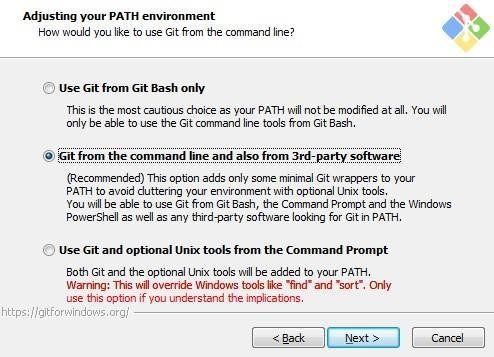 Adjusting your PATH environment
How would you like to use Git from the command line?
Use Git from Git Bash only
This is the most cautious choice as your PATH will not be modified at all. You will
only be able to use the Git command line tools from Git Bash.
Git from the command line and also from 3rd-party software
(Recommended) This option adds only some minimal Git wrappers to your
PATH to avoid cluttering your environment with optional Unix tools.
You will be able to use Git from Git Bash, the Command Prompt and the Windows
PowerShell as well as any third-party software looking for Git in PATH.
Use Git and optional Unix tools from the Command Prompt
Both Git and the optional Unix tools will be added to your PATH.
Warning: This will override Windows tools like "find" and "sort". Only
use this option if you understand the implications.
https://gitforwindows.org/
< Back
Next >
Cancel